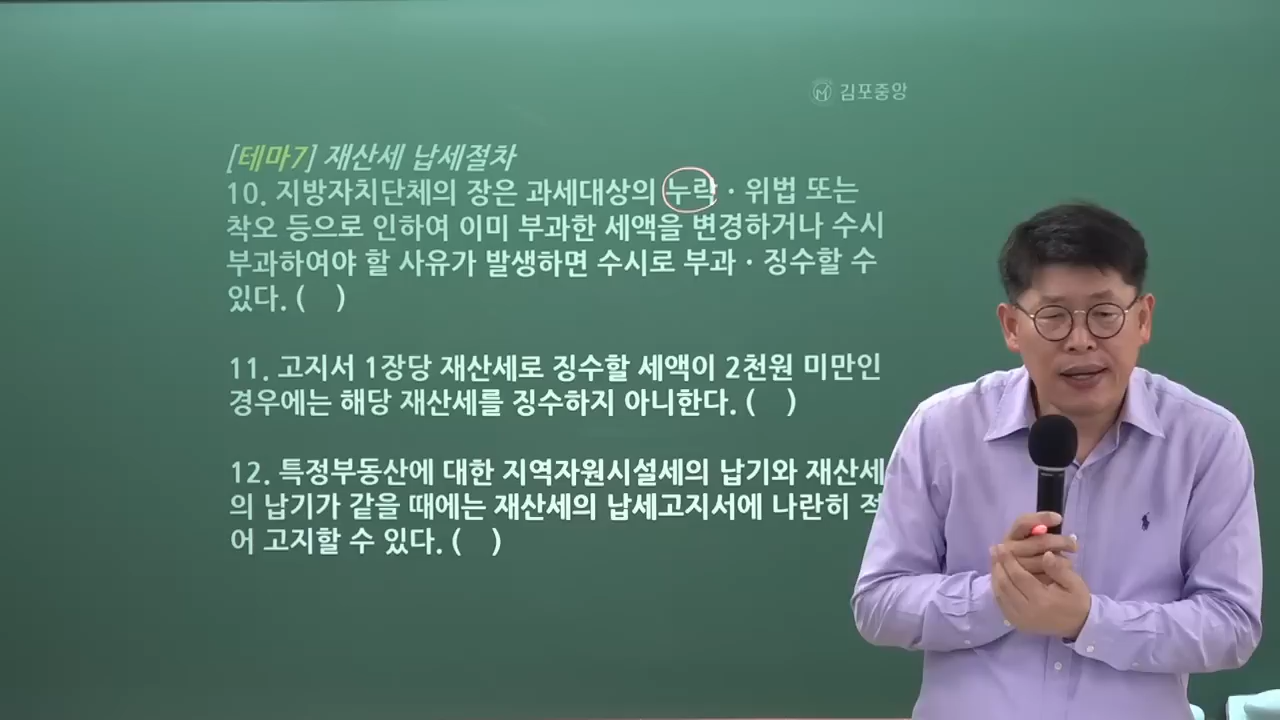 김포중앙
[테마7] 재산세 납세절차
10. 지방자치단체의 장은 과세대상의 누락 · 위법 또는
착오 등으로 인하여 이미 부과한 세액을 변경하거나 수시
부과하여야 할 사유가 발생하면 수시로 부과 · 징수할 수
있다. ( )
11. 고지서 1장당 재산세로 징수할 세액이 2천원 미만인
경우에는 해당 재산세를 징수하지 아니한다. ( )
12. 특정부동산에 대한 지역자원시설세의 납기와 재산세
의 납기가 같을 때에는 재산세의 납세고지서에 나란히 적
어 고지할 수 있다. ( )